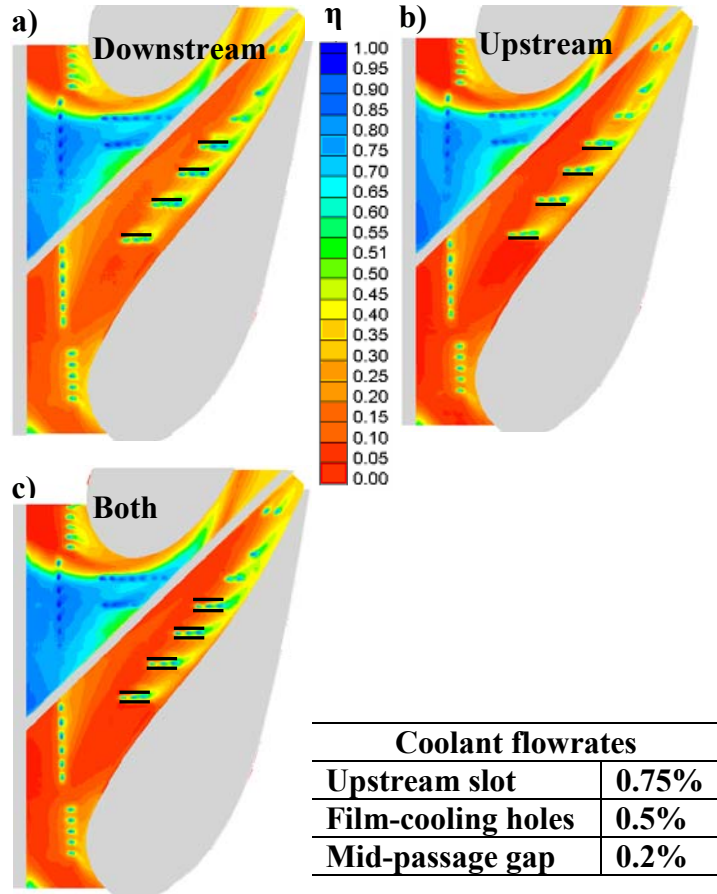 a)
Downstream
η
1.00
0.95
0.90
0.85
0.80
0.75
0.70
0.65
0.60
0.55
0.51
0.50
0.45
0.40
0.35
0.30
0.25
0.20
0.15
0.10
0.05
0.00
b)
Upstream
c)
Both
Coolant flowrates
Upstream slot 0.75%
Film-cooling holes 0.5%
Mid-passage gap 0.2%